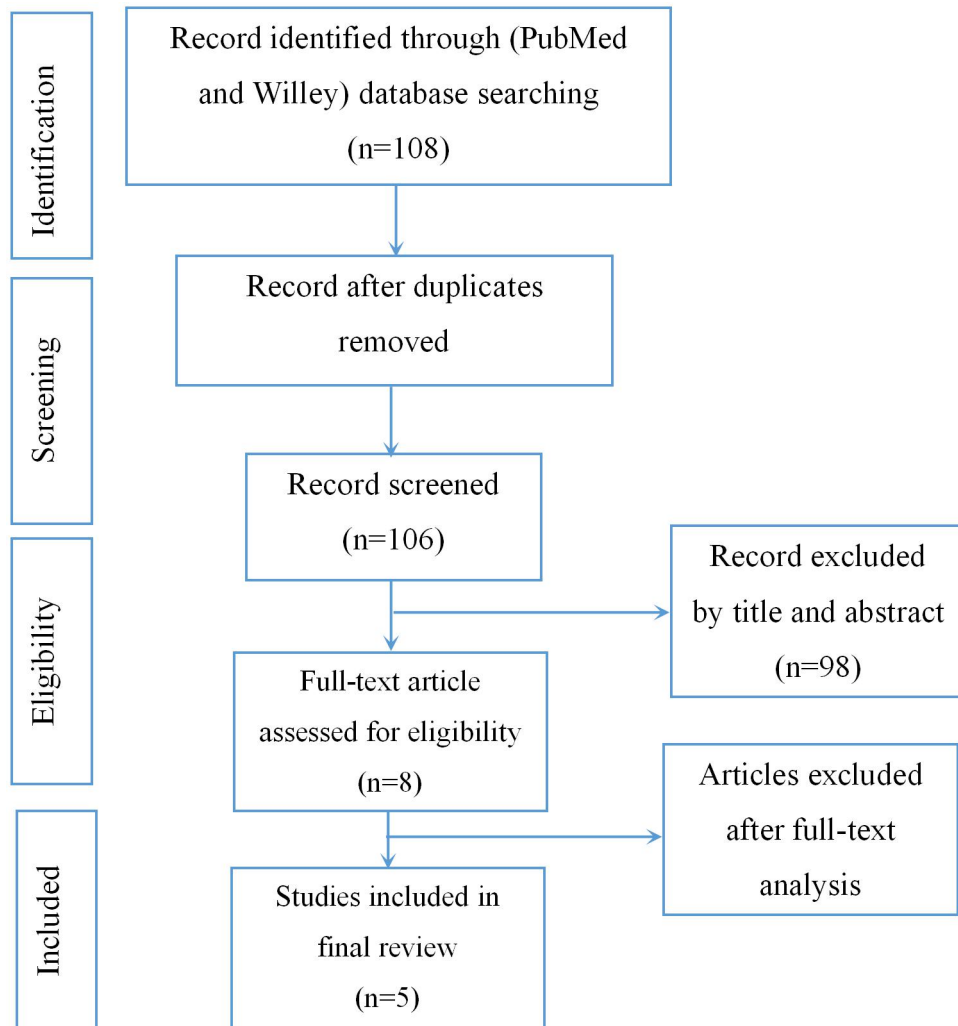 Identification
Record identified through (PubMed
and Willey) database searching
(n=108)
Screening
Record after duplicates
removed
Record screened
(n=106)
Eligibility
Record excluded
by title and abstract
(n=98)
Full-text article
assessed for eligibility
(n=8)
Articles excluded
after full-text
analysis
Included
Studies included in
final review
(n=5)